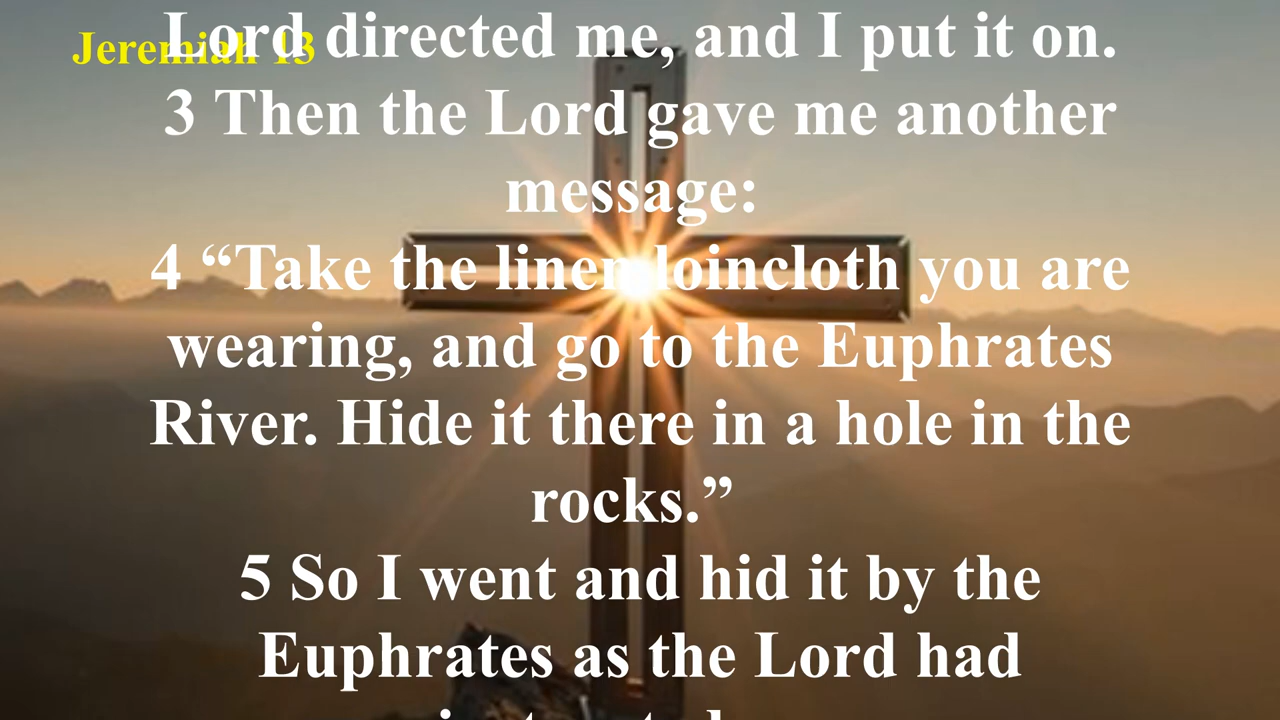 Jeremiah 13
Lord directed me, and I put it on.
3 Then the Lord gave me another
message:
4 “Take the linen loincloth you are
wearing, and go to the Euphrates
River. Hide it there in a hole in the
rocks.”
5 So I went and hid it by the
Euphrates as the Lord had